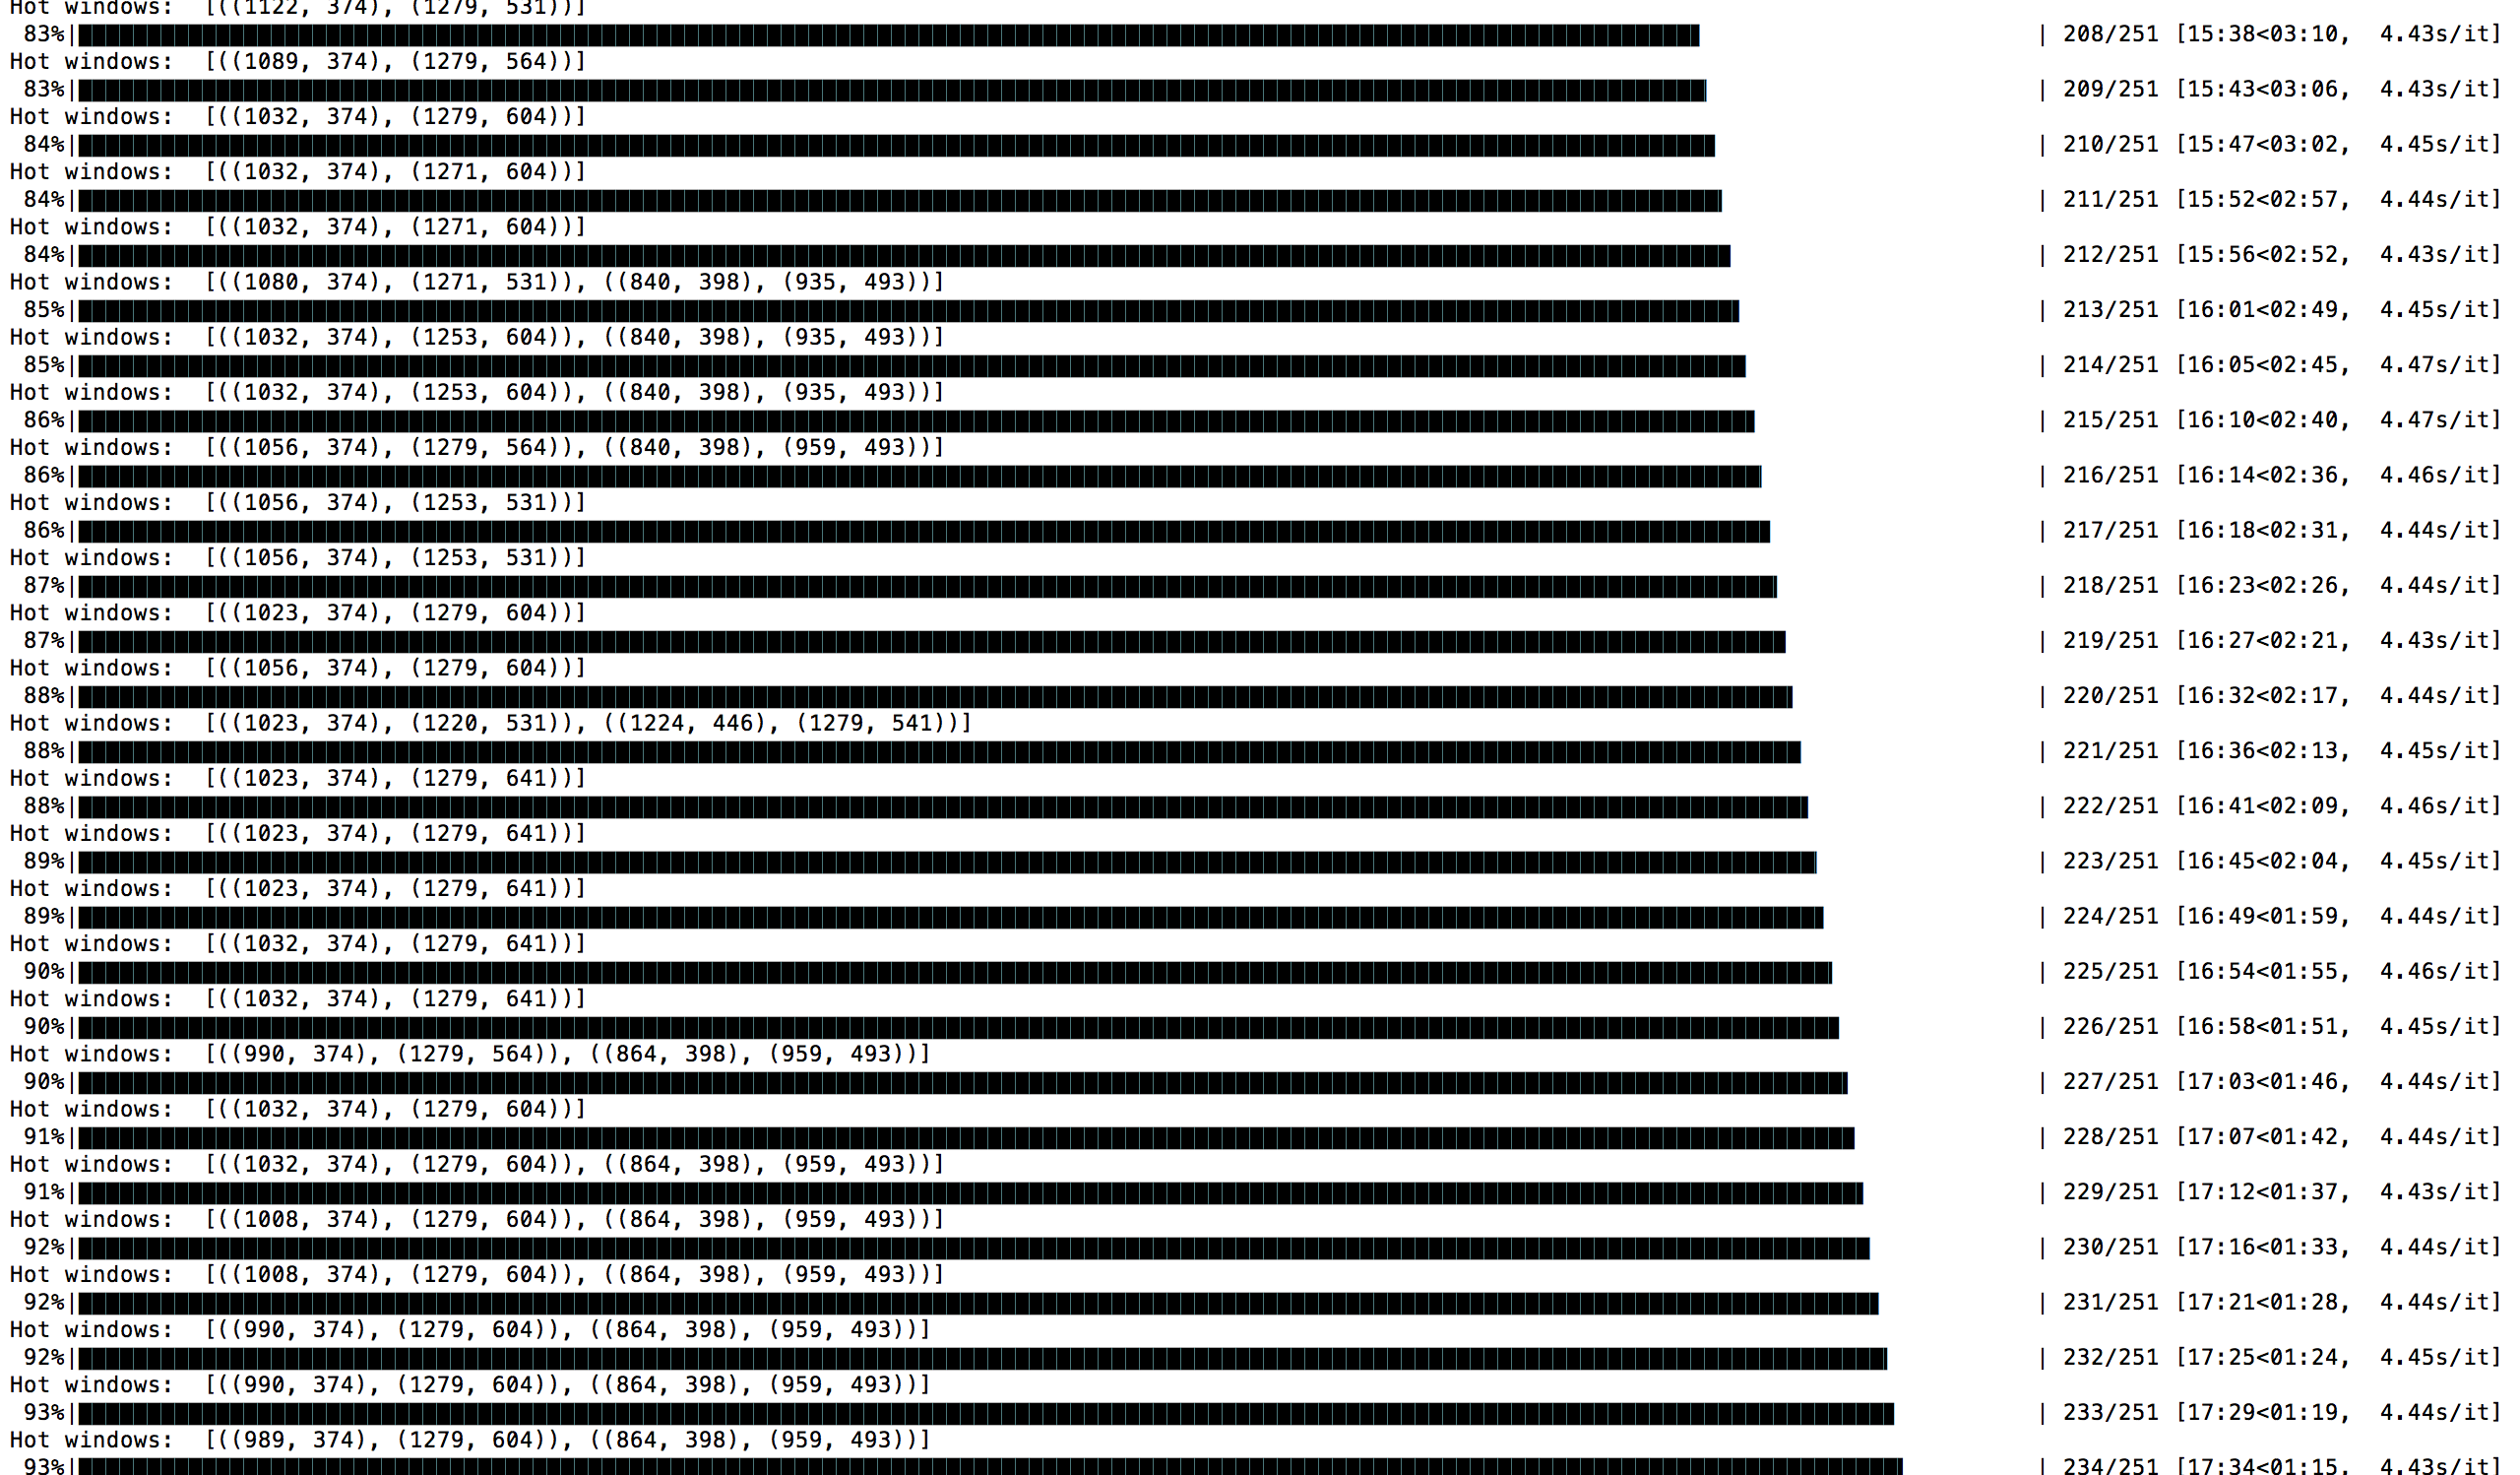 Hot windows:  [((1122, 374), (1279, 531))]
83%| | 208/251 [15:38<03:10,  4.43s/it]
Hot windows:  [((1089, 374), (1279, 564))]
83%| | 209/251 [15:43<03:06,  4.43s/it]
Hot windows:  [((1032, 374), (1279, 604))]
84%| | 210/251 [15:47<03:02,  4.45s/it]
Hot windows:  [((1032, 374), (1271, 604))]
84%| | 211/251 [15:52<02:57,  4.44s/it]
Hot windows:  [((1032, 374), (1271, 604))]
84%| | 212/251 [15:56<02:52,  4.43s/it]
Hot windows:  [((1080, 374), (1271, 531)), ((840, 398), (935, 493))]
85%| | 213/251 [16:01<02:49,  4.45s/it]
Hot windows:  [((1032, 374), (1253, 604)), ((840, 398), (935, 493))]
85%| | 214/251 [16:05<02:45,  4.47s/it]
Hot windows:  [((1032, 374), (1253, 604)), ((840, 398), (935, 493))]
86%| | 215/251 [16:10<02:40,  4.47s/it]
Hot windows:  [((1056, 374), (1279, 564)), ((840, 398), (959, 493))]
86%| | 216/251 [16:14<02:36,  4.46s/it]
Hot windows:  [((1056, 374), (1253, 531))]
86%| | 217/251 [16:18<02:31,  4.44s/it]
Hot windows:  [((1056, 374), (1253, 531))]
87%| | 218/251 [16:23<02:26,  4.44s/it]
Hot windows:  [((1023, 374), (1279, 604))]
87%| | 219/251 [16:27<02:21,  4.43s/it]
Hot windows:  [((1056, 374), (1279, 604))]
88%| | 220/251 [16:32<02:17,  4.44s/it]
Hot windows:  [((1023, 374), (1220, 531)), ((1224, 446), (1279, 541))]
88%| | 221/251 [16:36<02:13,  4.45s/it]
Hot windows:  [((1023, 374), (1279, 641))]
88%| | 222/251 [16:41<02:09,  4.46s/it]
Hot windows:  [((1023, 374), (1279, 641))]
89%| | 223/251 [16:45<02:04,  4.45s/it]
Hot windows:  [((1023, 374), (1279, 641))]
89%| | 224/251 [16:49<01:59,  4.44s/it]
Hot windows:  [((1032, 374), (1279, 641))]
90%| | 225/251 [16:54<01:55,  4.46s/it]
Hot windows:  [((1032, 374), (1279, 641))]
90%| | 226/251 [16:58<01:51,  4.45s/it]
Hot windows:  [((990, 374), (1279, 564)), ((864, 398), (959, 493))]
90%| | 227/251 [17:03<01:46,  4.44s/it]
Hot windows:  [((1032, 374), (1279, 604))]
91%| | 228/251 [17:07<01:42,  4.44s/it]
Hot windows:  [((1032, 374), (1279, 604)), ((864, 398), (959, 493))]
91%| | 229/251 [17:12<01:37,  4.43s/it]
Hot windows:  [((1008, 374), (1279, 604)), ((864, 398), (959, 493))]
92%| | 230/251 [17:16<01:33,  4.44s/it]
Hot windows:  [((1008, 374), (1279, 604)), ((864, 398), (959, 493))]
92%| | 231/251 [17:21<01:28,  4.44s/it]
Hot windows:  [((990, 374), (1279, 604)), ((864, 398), (959, 493))]
92%| | 232/251 [17:25<01:24,  4.45s/it]
Hot windows:  [((990, 374), (1279, 604)), ((864, 398), (959, 493))]
93%| | 233/251 [17:29<01:19,  4.44s/it]
Hot windows:  [((989, 374), (1279, 604)), ((864, 398), (959, 493))]
93%| | 234/251 [17:34<01:15,  4.43s/it]